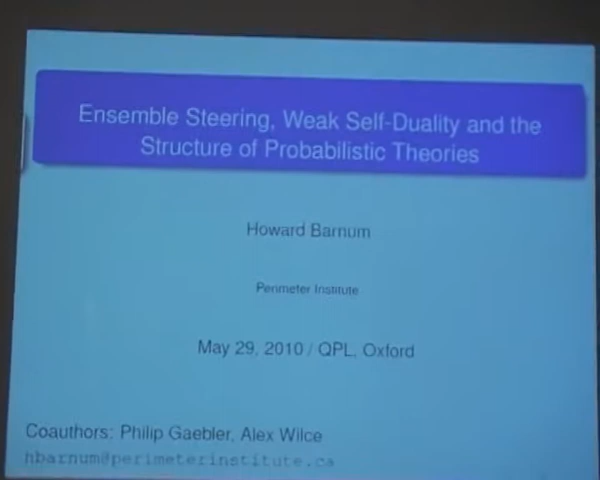 Ensemble Steering, Weak Self-Duality and the
Structure of Probabilistic Theories
Howard Barnum
Perimeter Institute
May 29, 2010 / QPL, Oxford
Coauthors: Philip Gaebler, Alex Wilce
hbarnum@perimeterinstitute.ca